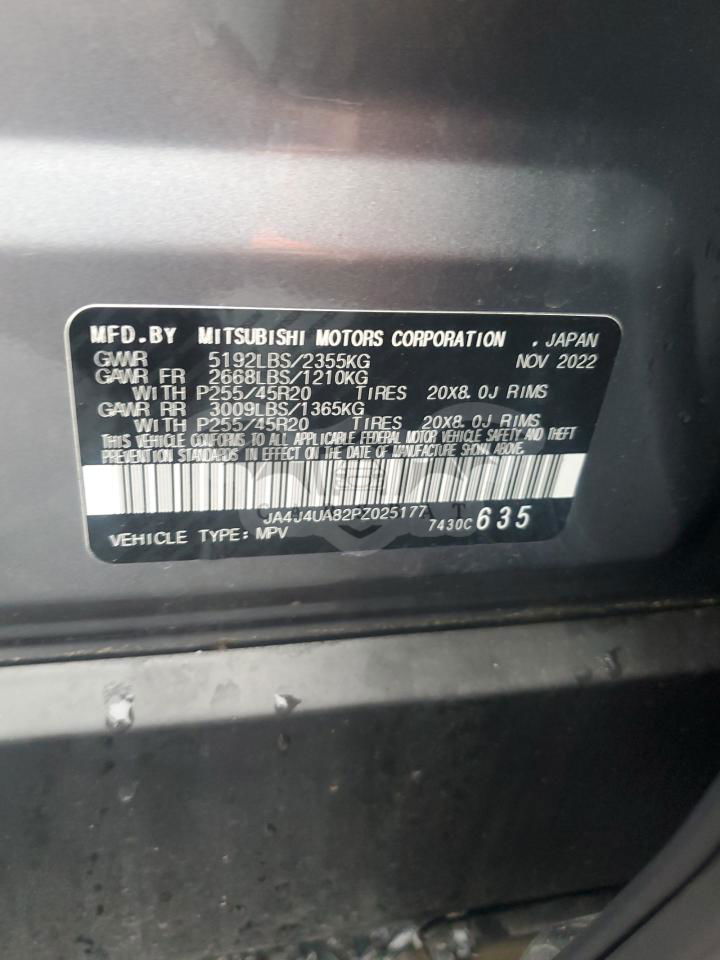 MFD.BY MITSUBISHI MOTORS CORPORATION . JAPAN
GVWR 5192LBS/2355KG NOV 2022
GAWR FR 2668LBS/1210KG
WITH P255/45R20 TIRES 20X8.0J RIMS
GAWR RR 3009LBS/1365KG
WITH P255/45R20 TIRES 20X8.0J RIMS
THIS VEHICLE CONFORMS TO ALL APPLICABLE FEDERAL MOTOR VEHICLE SAFETY AND THEFT
PREVENTION STANDARDS IN EFFECT ON THE DATE OF MANUFACTURE SHOWN ABOVE.
JA4J4UA82PZ025177 7430C 635
VEHICLE TYPE: MPV